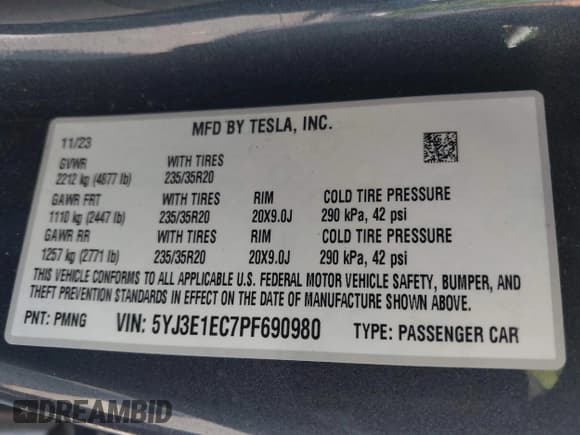 MFD BY TESLA, INC.
11/23
GVWR WITH TIRES
2212 kg (4877 lb) 235/35R20
GAWR FRT WITH TIRES RIM COLD TIRE PRESSURE
1110 kg (2447 lb) 235/35R20 20X9.0J 290 kPa, 42 psi
GAWR RR WITH TIRES RIM COLD TIRE PRESSURE
1257 kg (2771 lb) 235/35R20 20X9.0J 290 kPa, 42 psi
THIS VEHICLE CONFORMS TO ALL APPLICABLE U.S. FEDERAL MOTOR VEHICLE SAFETY, BUMPER, AND
THEFT PREVENTION STANDARDS IN EFFECT ON THE DATE OF MANUFACTURE SHOWN ABOVE.
PNT: PMNG VIN: 5YJ3E1EC7PF690980 TYPE: PASSENGER CAR
DREAMBID